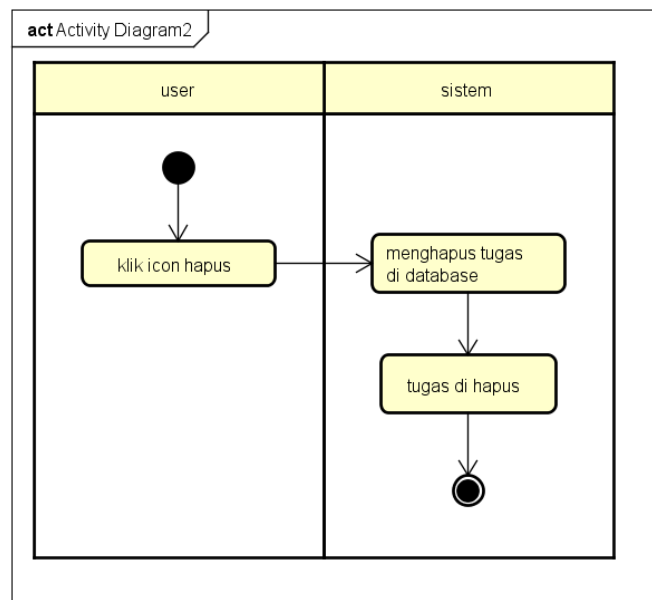 act Activity Diagram2
user
sistem
klik icon hapus
menghapus tugas
di database
tugas di hapus